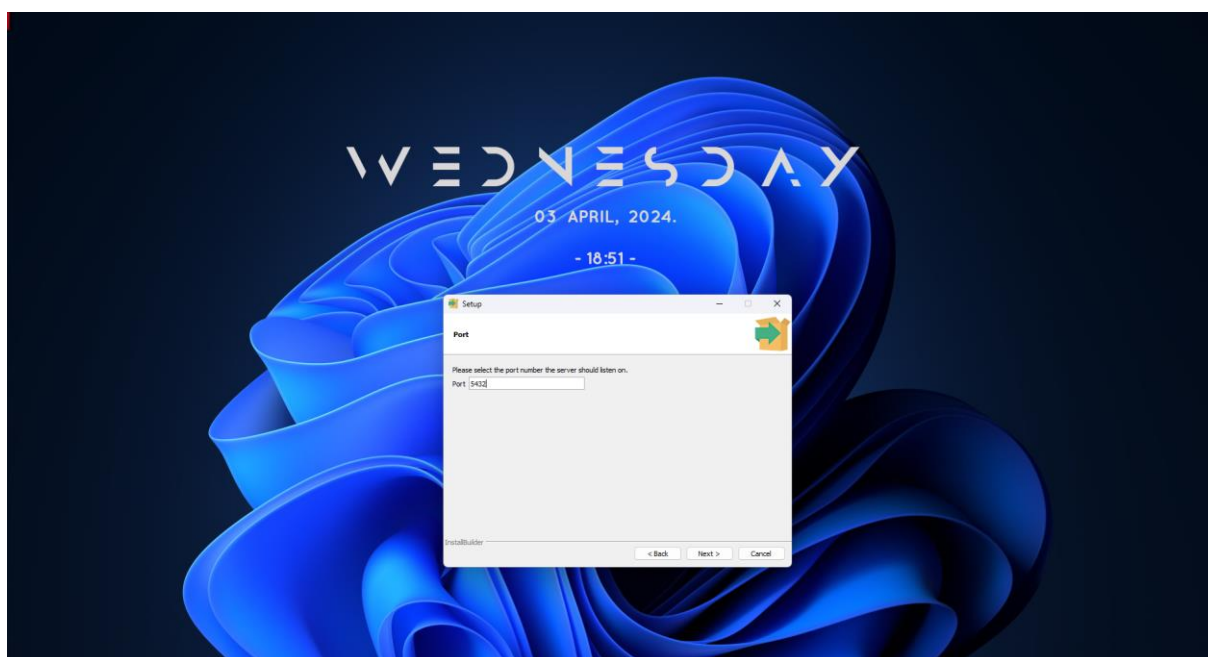 WEDNESDAY
03 APRIL, 2024.
- 18:51 -
Setup
Port
Please select the port number the server should listen on.
Port 5432
InstallBuilder
< Back Next > Cancel